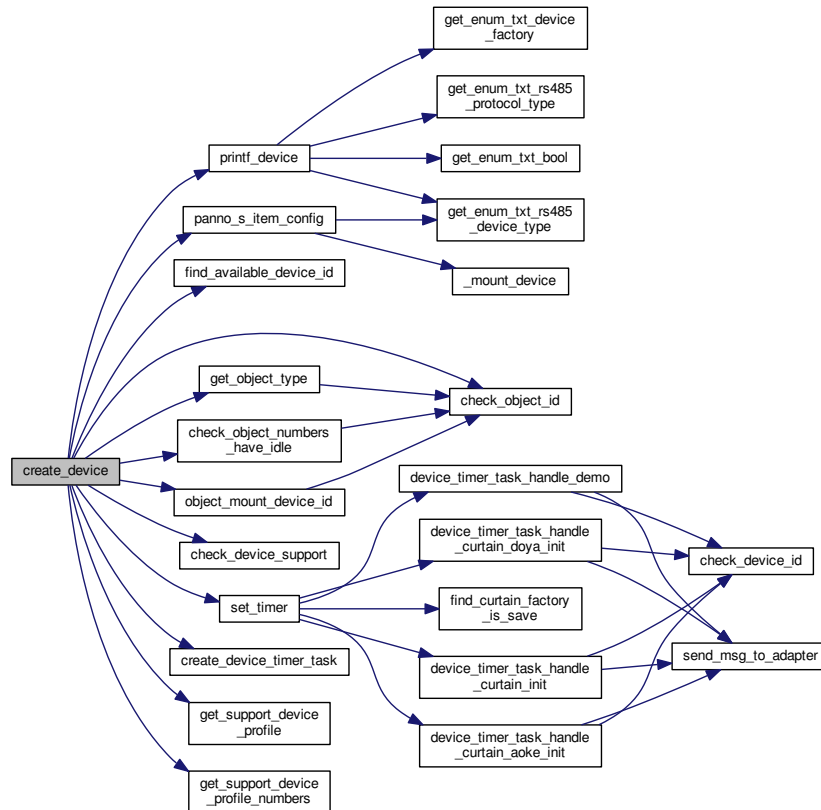 get_enum_txt_device
_factory
get_enum_txt_rs485
_protocol_type
printf_device
get_enum_txt_bool
panno_s_item_config
get_enum_txt_rs485
_device_type
find_available_device_id
_mount_device
get_object_type
check_object_id
check_object_numbers
_have_idle
create_device
object_mount_device_id
device_timer_task_handle_demo
check_device_support
device_timer_task_handle
_curtain_doya_init
check_device_id
set_timer
find_curtain_factory
_is_save
create_device_timer_task
device_timer_task_handle
_curtain_init
send_msg_to_adapter
get_support_device
_profile
device_timer_task_handle
_curtain_aoke_init
get_support_device
_profile_numbers